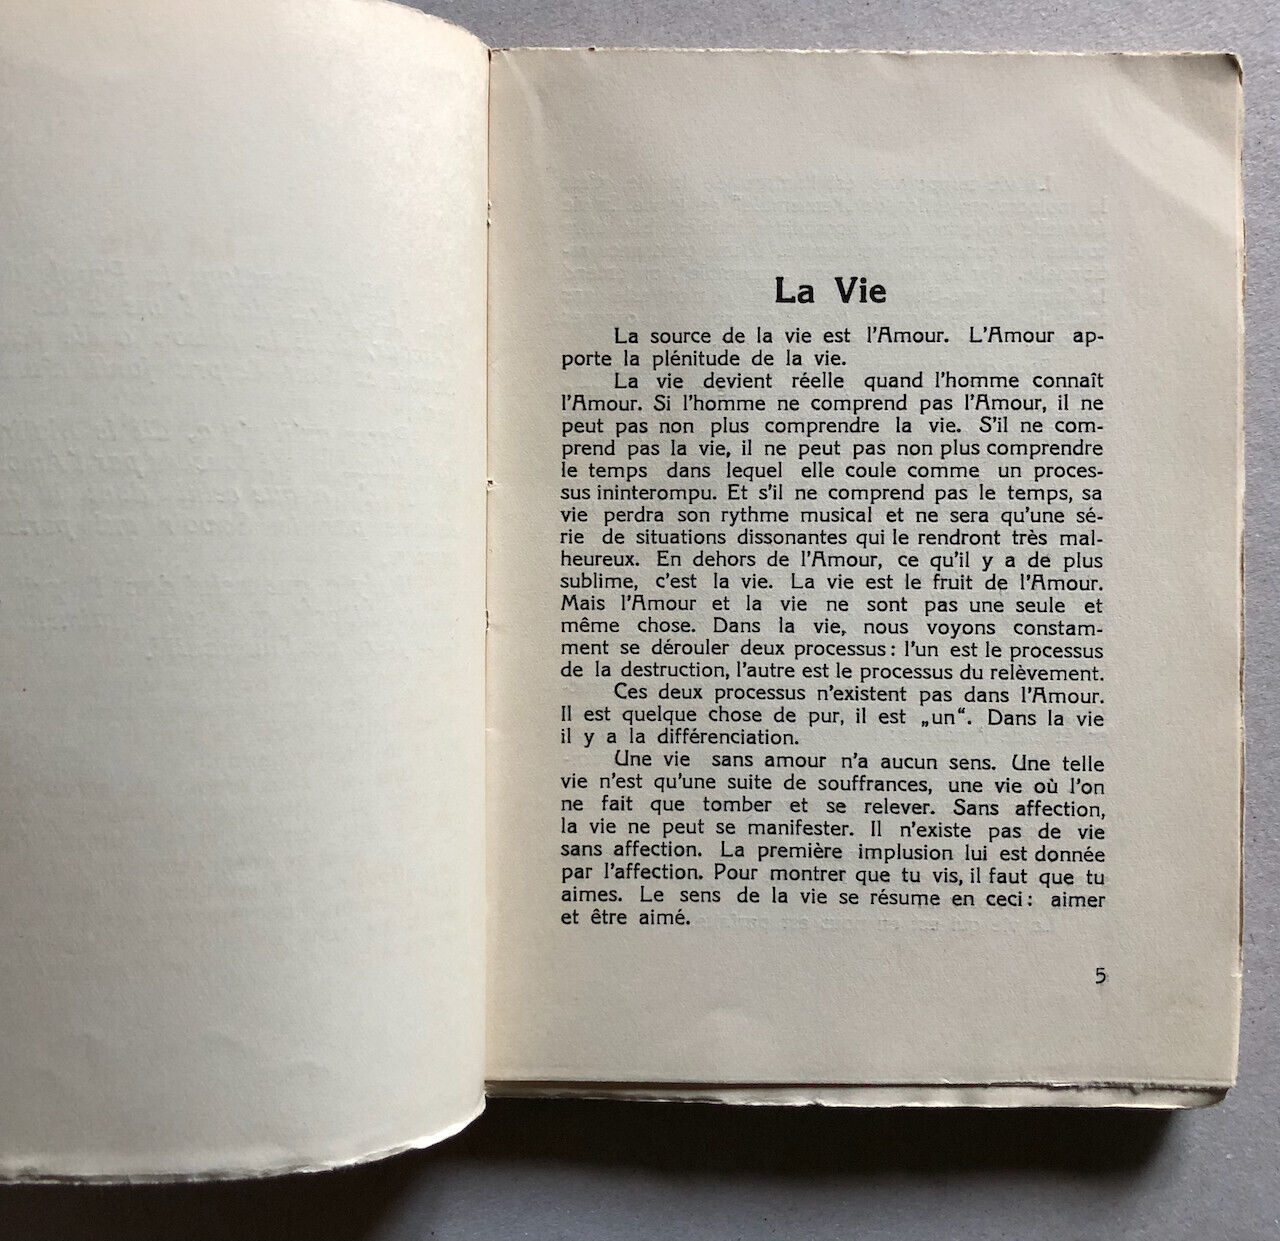 La Vie
La source de la vie est l'Amour. L'Amour ap-
porte la plénitude de la vie.
La vie devient réelle quand l'homme connaît
l'Amour. Si l'homme ne comprend pas l'Amour, il ne
peut pas non plus comprendre la vie. S'il ne com-
prend pas la vie, il ne peut pas non plus comprendre
le temps dans lequel elle coule comme un proces-
sus ininterompu. Et s'il ne comprend pas le temps, sa
vie perdra son rythme musical et ne sera qu'une sé-
rie de situations dissonantes qui le rendront très mal-
heureux. En dehors de l'Amour, ce qu'il y a de plus
sublime, c'est la vie. La vie est le fruit de l'Amour.
Mais l'Amour et la vie ne sont pas une seule et
même chose. Dans la vie, nous voyons constam-
ment se dérouler deux processus: l'un est le processus
de la destruction, l'autre est le processus du relèvement.
Ces deux processus n'existent pas dans l'Amour.
Il est quelque chose de pur, il est „un“. Dans la vie
il y a la différenciation.
Une vie sans amour n'a aucun sens. Une telle
vie n'est qu'une suite de souffrances, une vie où l'on
ne fait que tomber et se relever. Sans affection,
la vie ne peut se manifester. Il n'existe pas de vie
sans affection. La première implusion lui est donnée
par l'affection. Pour montrer que tu vis, il faut que tu
aimes. Le sens de la vie se résume en ceci: aimer
et être aimé.
5